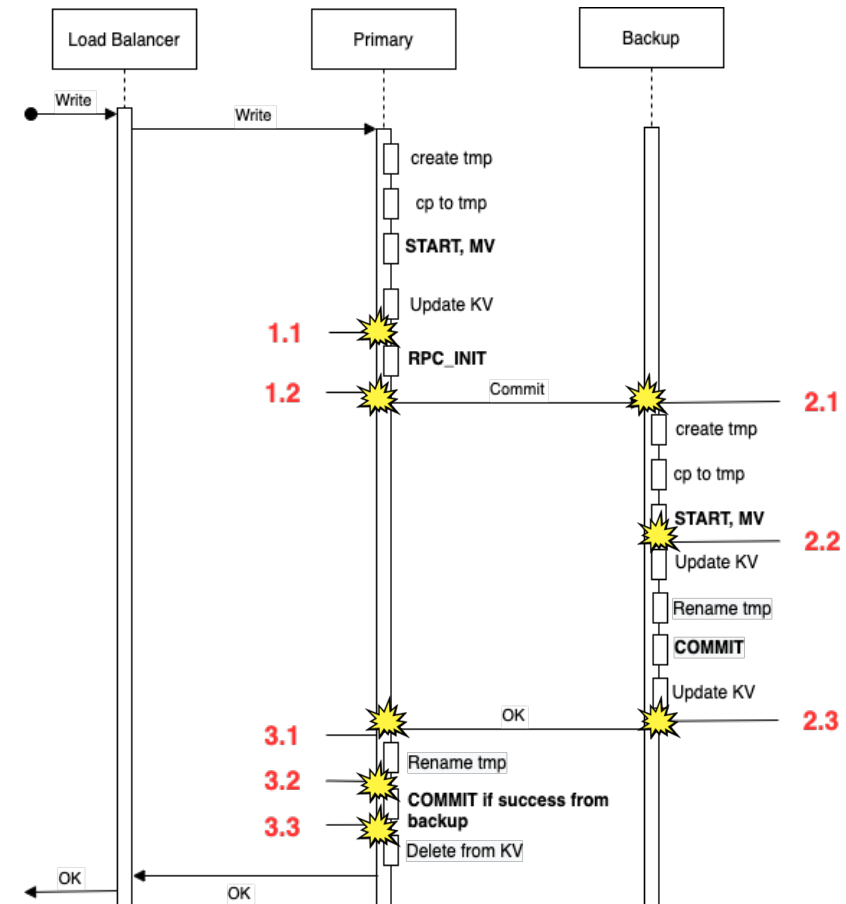 Load Balancer
Primary
Backup
Write
Write
create tmp
cp to tmp
START, MV
Update KV
1.1
RPC_INIT
1.2
Commit
2.1
create tmp
cp to tmp
START, MV
2.2
Update KV
Rename tmp
COMMIT
Update KV
2.3
OK
3.1
Rename tmp
3.2
COMMIT if success from
backup
3.3
Delete from KV
OK
OK